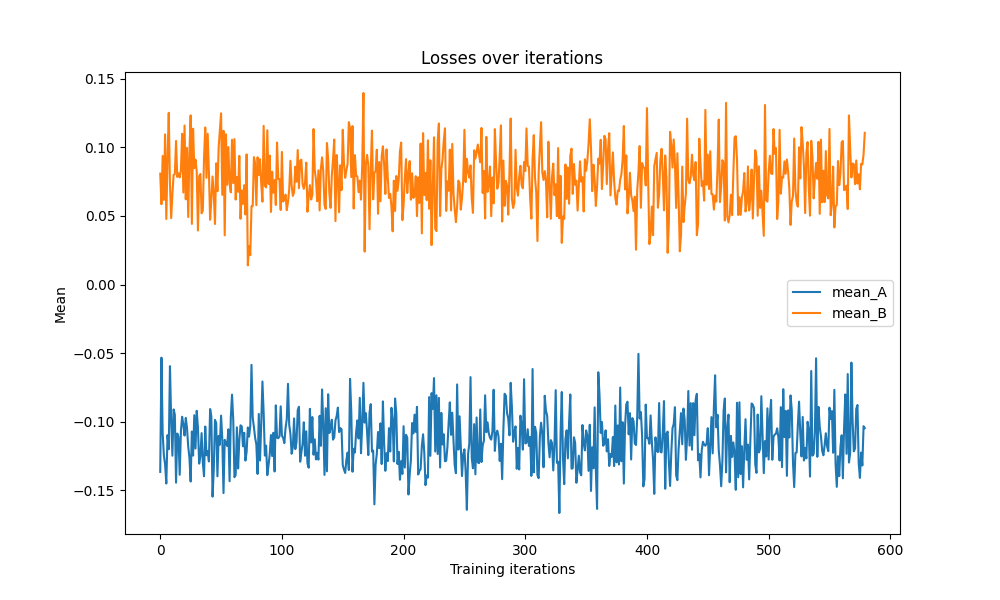 Losses over iterations
0.15
0.10
0.05
0.00
−0.05
−0.10
−0.15
Mean
mean_A
mean_B
0 100 200 300 400 500 600
Training iterations